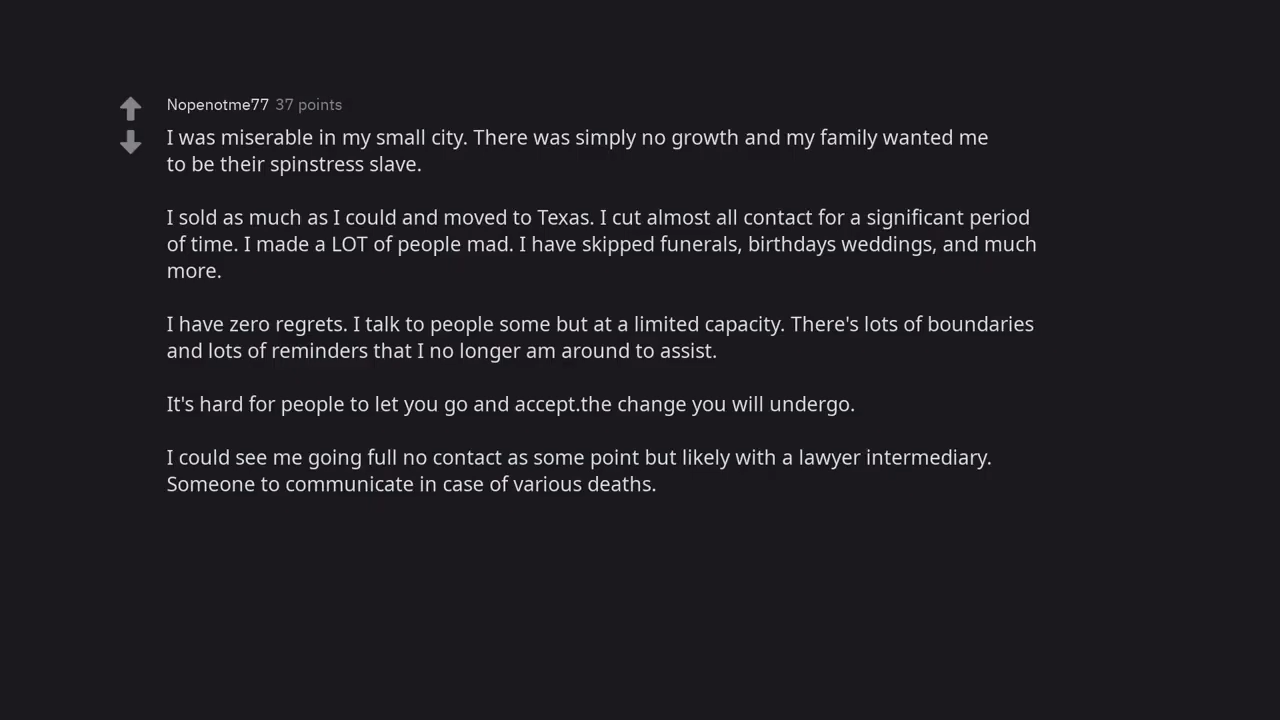 Nopenotme77 37 points
I was miserable in my small city. There was simply no growth and my family wanted me
to be their spinstress slave.
I sold as much as I could and moved to Texas. I cut almost all contact for a significant period
of time. I made a LOT of people mad. I have skipped funerals, birthdays weddings, and much
more.
I have zero regrets. I talk to people some but at a limited capacity. There's lots of boundaries
and lots of reminders that I no longer am around to assist.
It's hard for people to let you go and accept.the change you will undergo.
I could see me going full no contact as some point but likely with a lawyer intermediary.
Someone to communicate in case of various deaths.